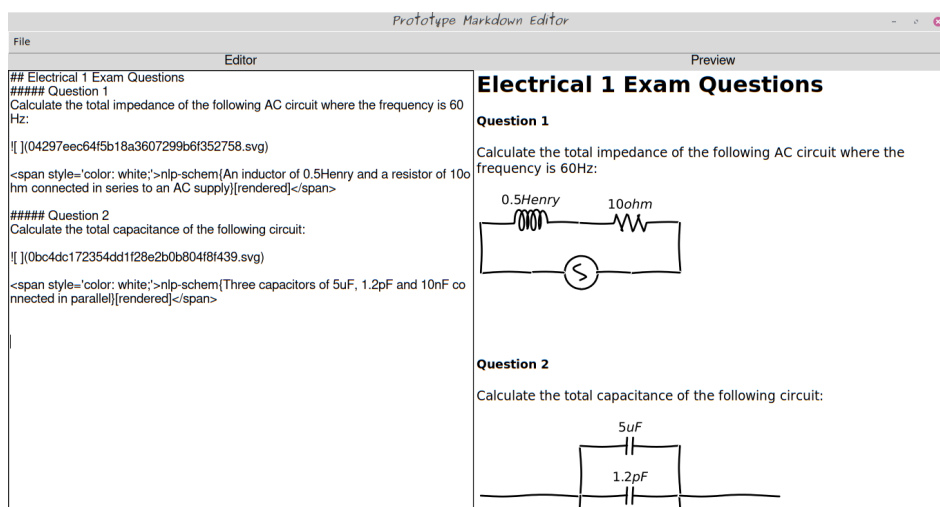 Prototype Markdown Editor
File
Editor
Preview
## Electrical 1 Exam Questions
##### Question 1
Calculate the total impedance of the following AC circuit where the frequency is 60
Hz:
![ ](04297eec64f5b18a3607299b6f352758.svg)
<span style='color: white;'>nlp-schem{An inductor of 0.5Henry and a resistor of 10o
hm connected in series to an AC supply}[rendered]</span>
##### Question 2
Calculate the total capacitance of the following circuit:
![ ](0bc4dc172354dd1f28e2b0b804f8f439.svg)
<span style='color: white;'>nlp-schem{Three capacitors of 5uF, 1.2pF and 10nF co
nnected in parallel}[rendered]</span>
Electrical 1 Exam Questions
Question 1
Calculate the total impedance of the following AC circuit where the
frequency is 60Hz:
0.5Henry
10ohm
S
Question 2
Calculate the total capacitance of the following circuit:
5uF
1.2pF